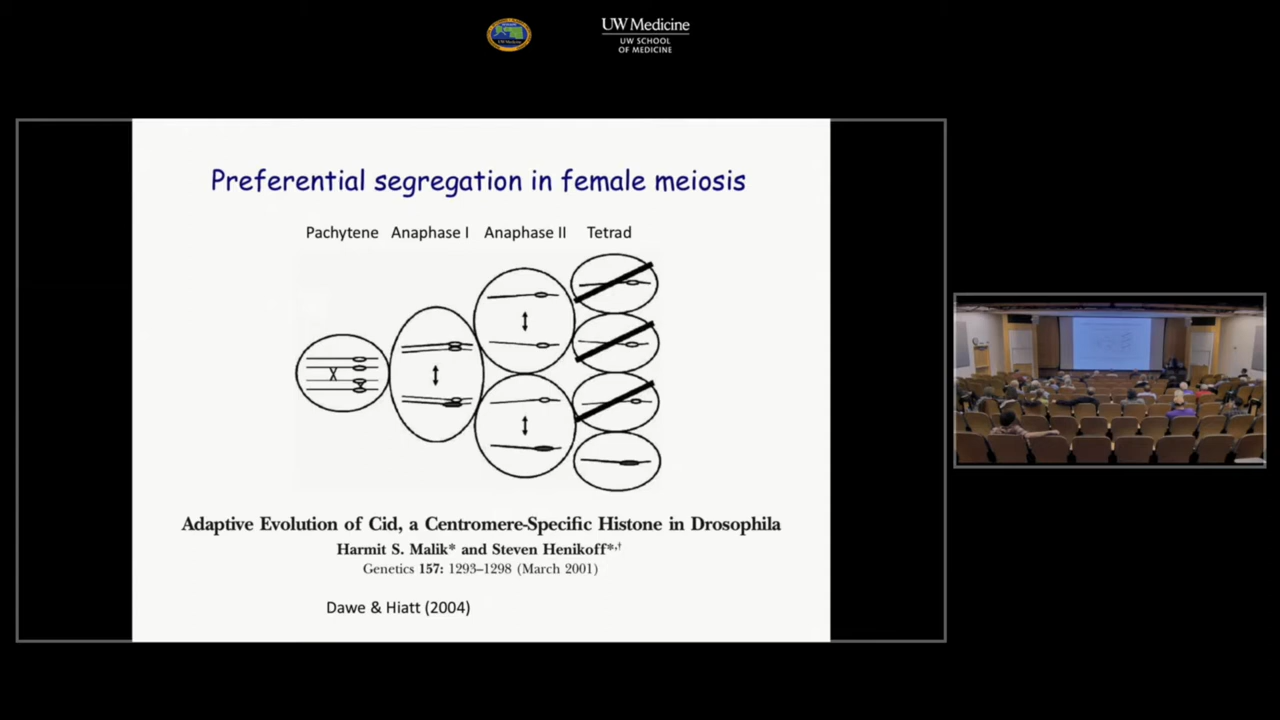 UW Medicine
UW SCHOOL
OF MEDICINE
Preferential segregation in female meiosis
Pachytene Anaphase I Anaphase II Tetrad
X
Adaptive Evolution of Cid, a Centromere-Specific Histone in Drosophila
Harmit S. Malik* and Steven Henikoff*,†
Genetics 157: 1293–1298 (March 2001)
Dawe & Hiatt (2004)